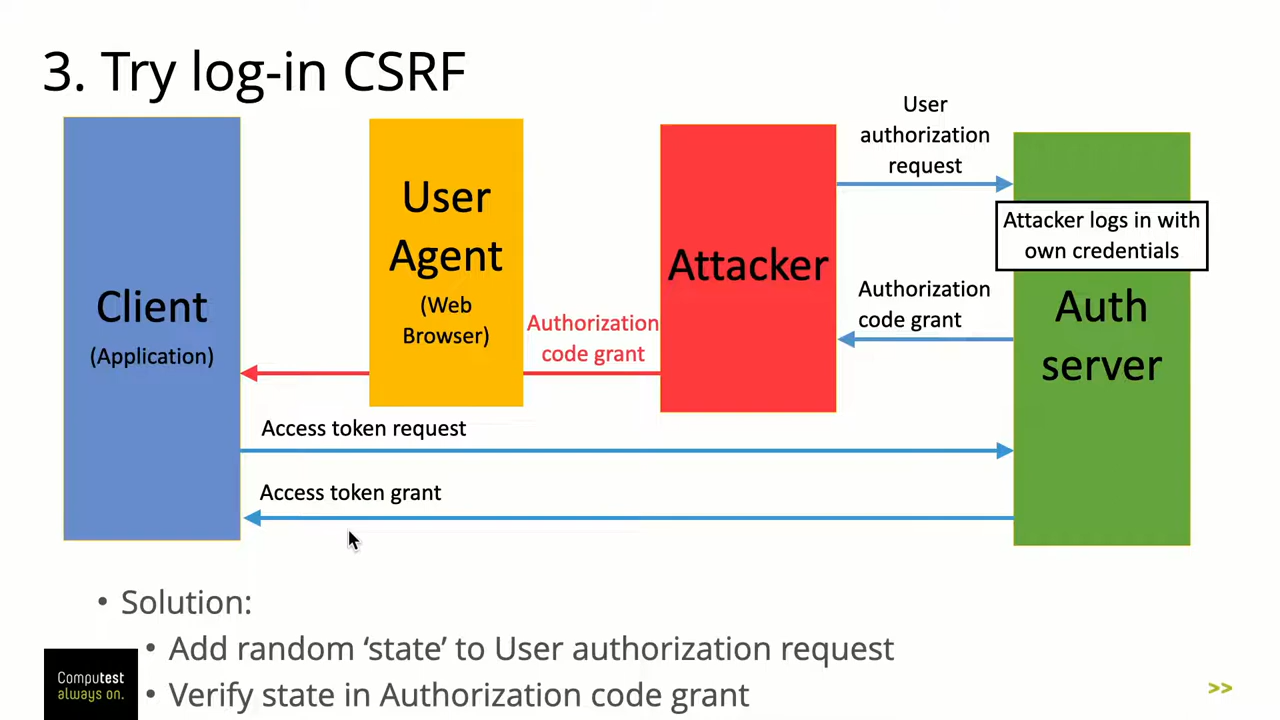 3. Try log-in CSRF
User
authorization
request
Attacker logs in with
own credentials
User
Agent
(Web
Browser)
Attacker
Client
(Application)
Authorization
code grant
Authorization
code grant
Auth
server
Access token request
Access token grant
• Solution:
• Add random ‘state’ to User authorization request
• Verify state in Authorization code grant
Computest
always on.
>>